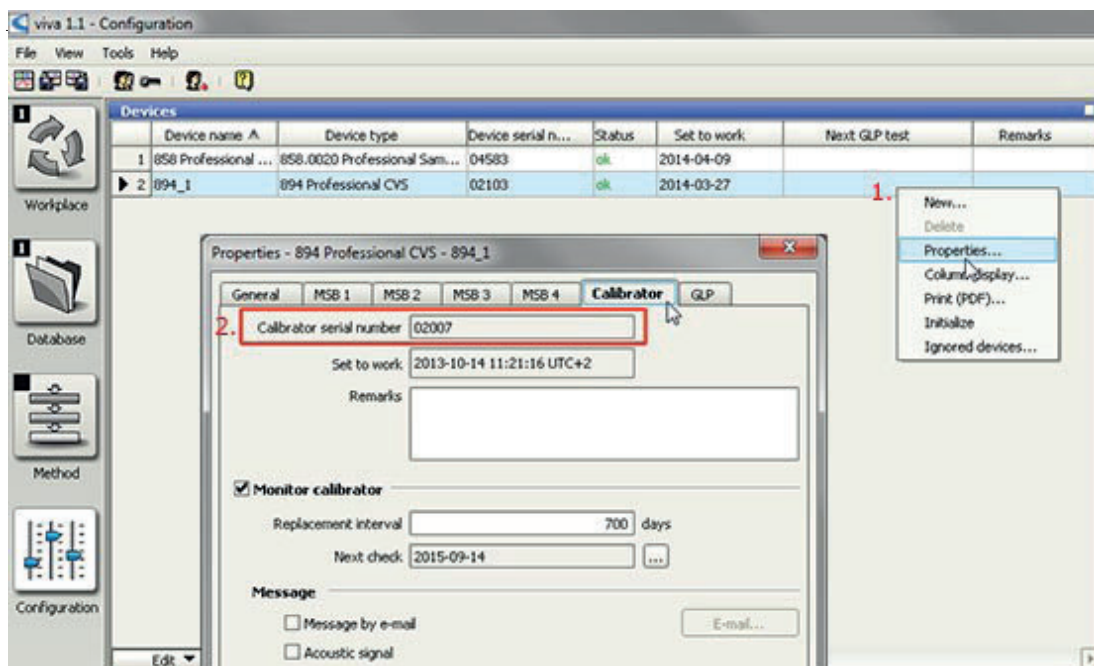 viva 1.1 - Configuration
File View Tools Help
Devices
Device name Device type Device serial n... Status Set to work Next GLP test Remarks
1 858 Professional ... 858.0020 Professional Sam... 04583 ok 2014-04-09
2 894_1 894 Professional CVS 02103 ok 2014-03-27
1.
New...
Delete
Properties...
Column display...
Print (PDF)...
Initialize
Ignored devices...
1
Workplace
1
Database
Method
Configuration
Properties - 894 Professional CVS - 894_1
General MSB 1 MSB 2 MSB 3 MSB 4 Calibrator GLP
2. Calibrator serial number 02007
Set to work 2013-10-14 11:21:16 UTC+2
Remarks
Monitor calibrator
Replacement interval 700 days
Next check 2015-09-14 ...
Message
Message by e-mail E-mail...
Acoustic signal
Edit